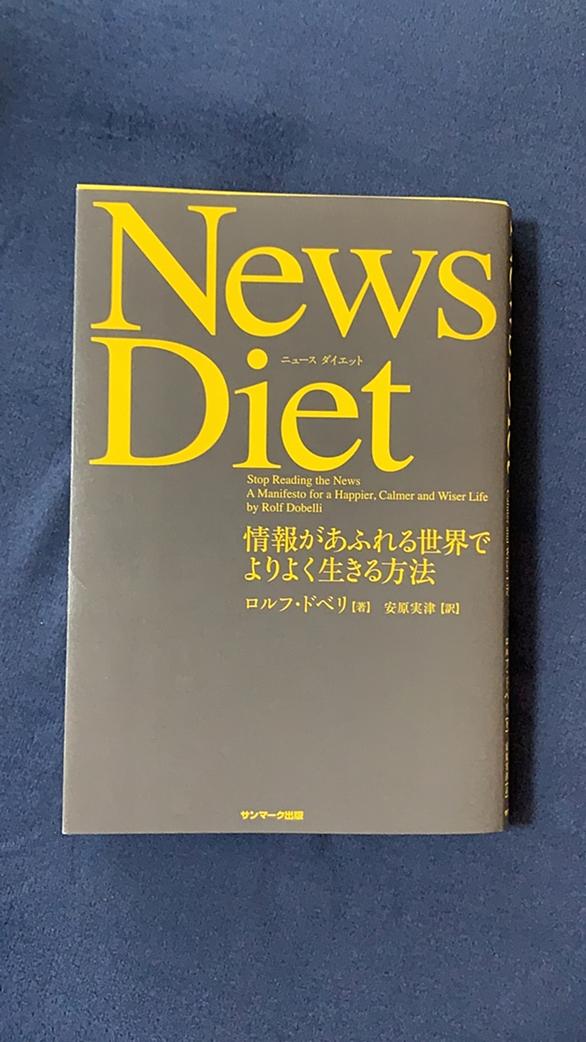 News
Diet
ニュース ダイエット
Stop Reading the News
A Manifesto for a Happier, Calmer and Wiser Life
by Rolf Dobelli
情報があふれる世界で
よりよく生きる方法
ロルフ・ドベリ【著】 安原実津【訳】
サンマーク出版